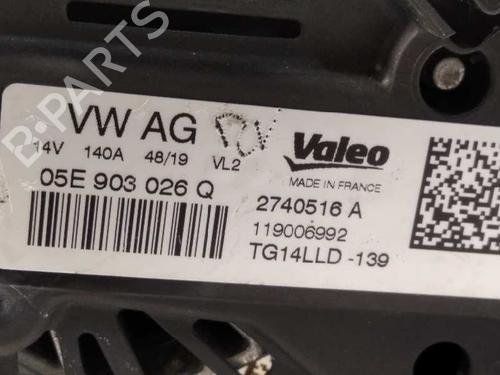 VW AG
14V 140A 48/19 VL2
05E 903 026 Q
Valeo
MADE IN FRANCE
2740516 A
119006992
TG14LLD -139
B-PARTS